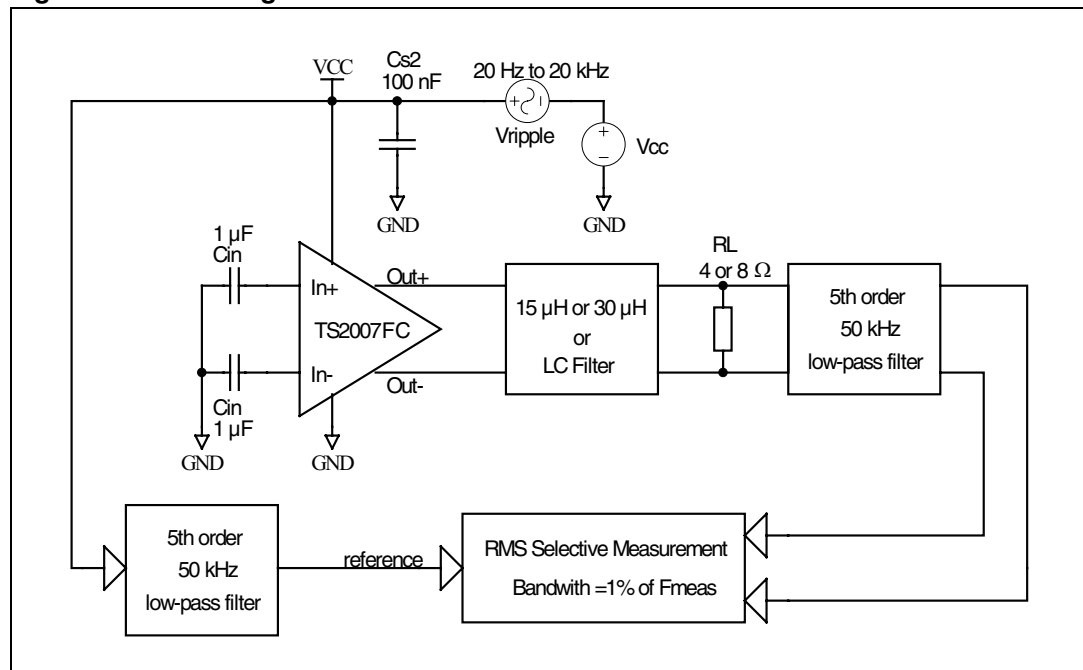 VCC
Cs2
100 nF
20 Hz to 20 kHz
+
-
Vripple
+
−
Vcc
GND
GND
1 µF
Cin
In+
Out+
TS2007FC
In-
Out-
Cin
1 µF
GND
GND
15 µH or 30 µH
or
LC Filter
RL
4 or 8 Ω
5th order
50 kHz
low-pass filter
5th order
50 kHz
low-pass filter
reference
RMS Selective Measurement
Bandwith =1% of Fmeas